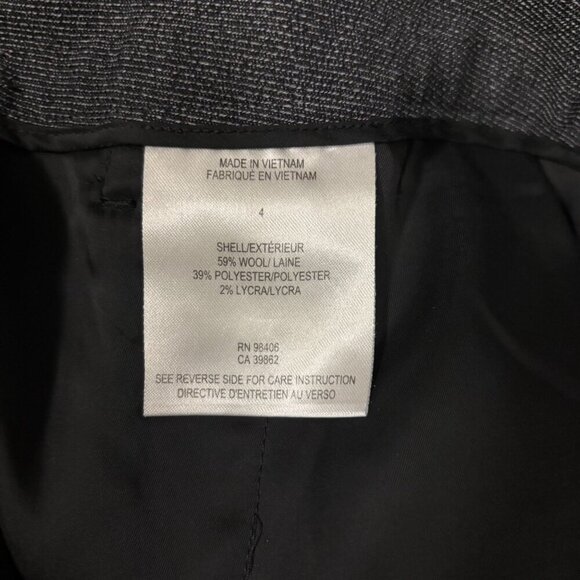 MADE IN VIETNAM
FABRIQUÉ EN VIETNAM
4
SHELL/EXTÉRIEUR
59% WOOL/ LAINE
39% POLYESTER/POLYESTER
2% LYCRA/LYCRA
RN 98406
CA 39862
SEE REVERSE SIDE FOR CARE INSTRUCTION
DIRECTIVE D'ENTRETIEN AU VERSO